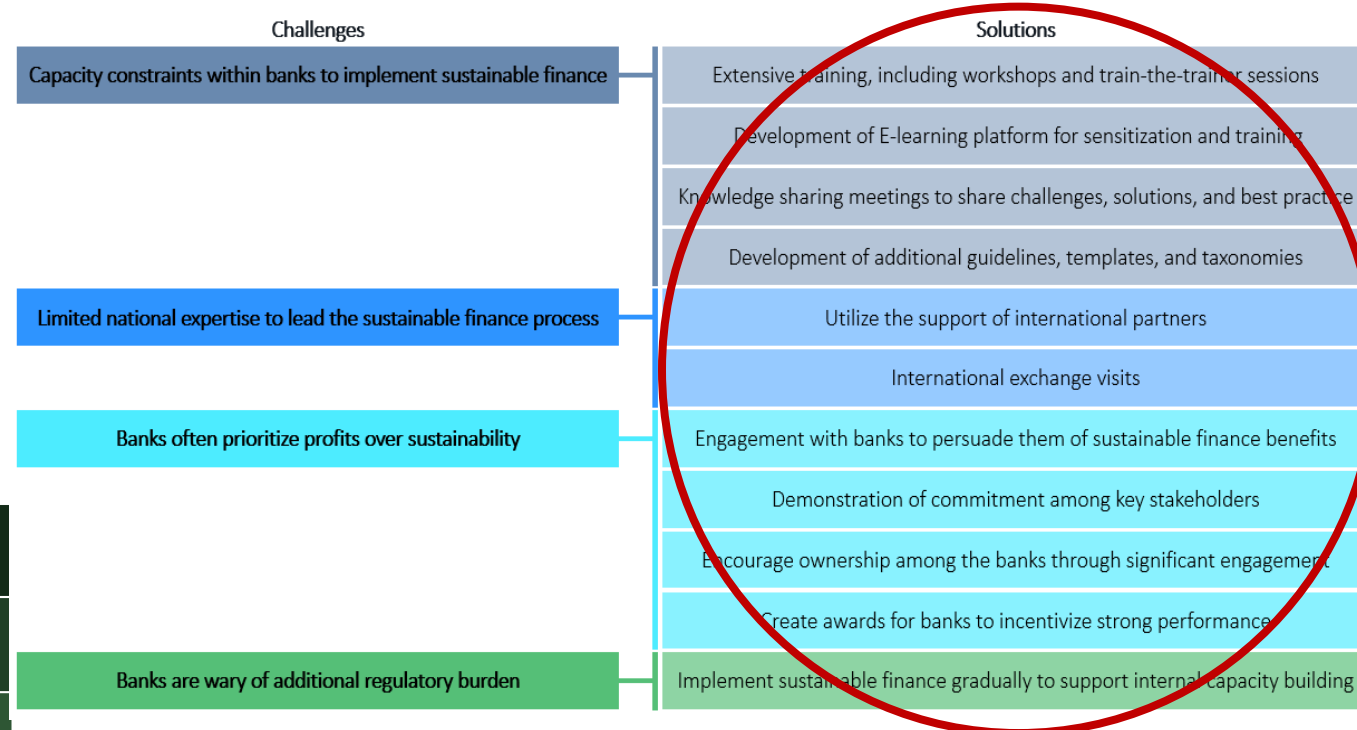 Challenges
Solutions
Capacity constraints within banks to implement sustainable finance
Extensive training, including workshops and train-the-trainer sessions
Development of E-learning platform for sensitization and training
Knowledge sharing meetings to share challenges, solutions, and best practice
Development of additional guidelines, templates, and taxonomies
Limited national expertise to lead the sustainable finance process
Utilize the support of international partners
International exchange visits
Banks often prioritize profits over sustainability
Engagement with banks to persuade them of sustainable finance benefits
Demonstration of commitment among key stakeholders
Encourage ownership among the banks through significant engagement
Create awards for banks to incentivize strong performance
Banks are wary of additional regulatory burden
Implement sustainable finance gradually to support internal capacity building